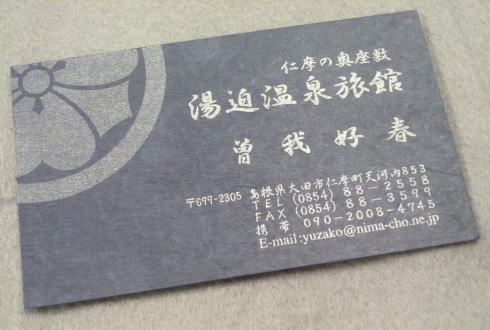 仁摩の奥座敷
湯迫温泉旅館
曽我好春
〒699-2305 島根県大田市仁摩町天河内853
TEL (0854) 88-2558
FAX (0854) 88-3599
携帯 090-2008-4745
E-mail:yuzako@nima-cho.ne.jp